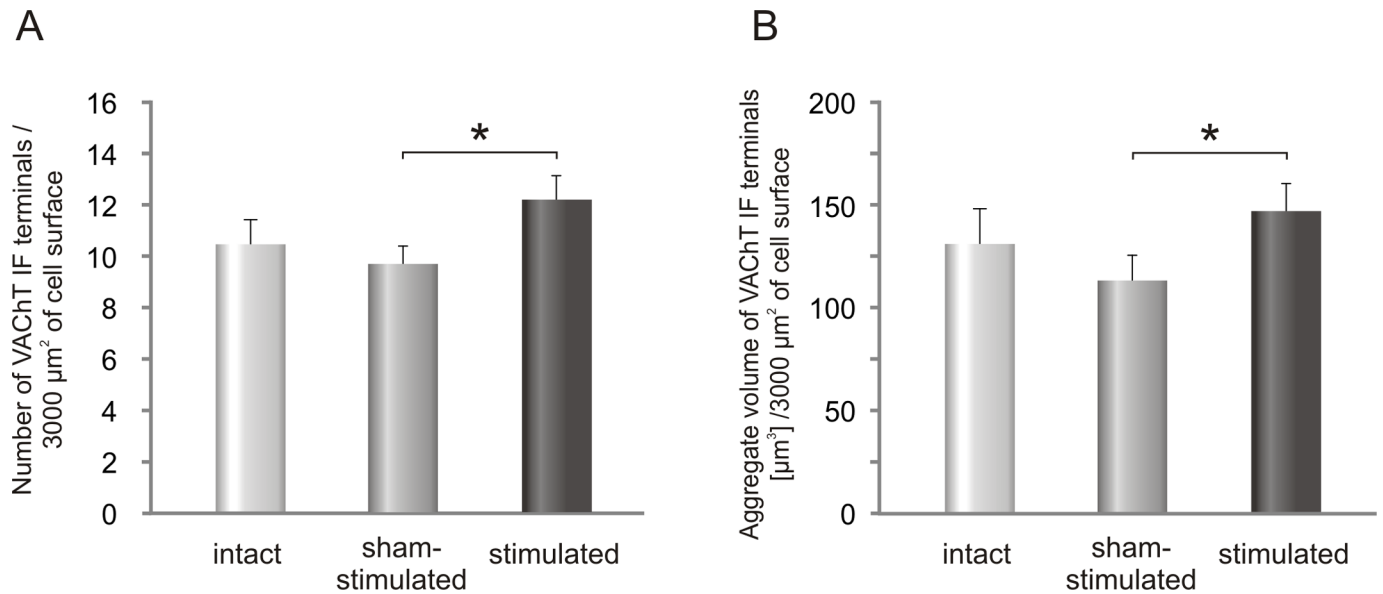 A
Number of VAChT IF terminals /
3000 µm² of cell surface
16
14
12
10
8
6
4
2
0
*
intact
sham-
stimulated
stimulated
B
Aggregate volume of VAChT IF terminals
[µm³] /3000 µm² of cell surface
200
150
100
50
0
*
intact
sham-
stimulated
stimulated